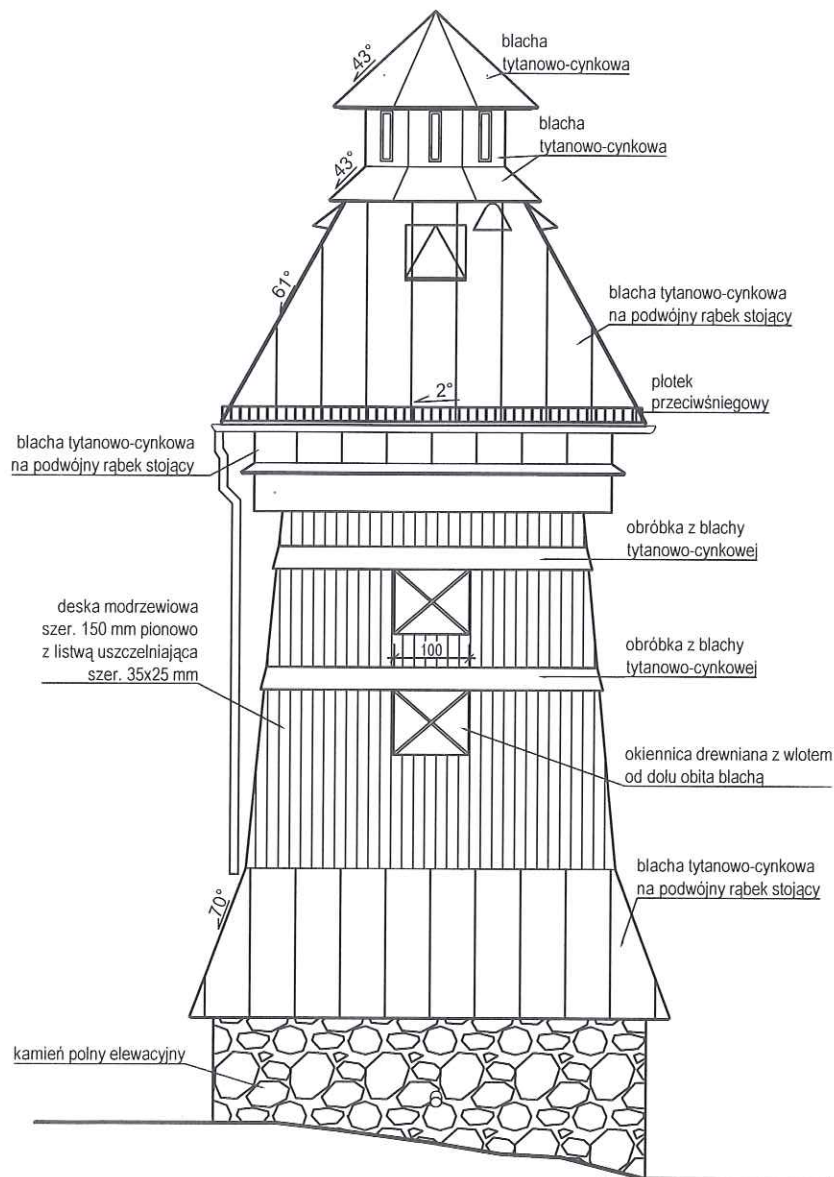 blacha
tytanowo-cynkowa
43°
blacha
tytanowo-cynkowa
43°
61°
blacha tytanowo-cynkowa
na podwójny rąbek stojący
2°
płotek
przeciwśniegowy
blacha tytanowo-cynkowa
na podwójny rąbek stojący
obróbka z blachy
tytanowo-cynkowej
deska modrzewiowa
szer. 150 mm pionowo
z listwą uszczelniająca
szer. 35x25 mm
100
obróbka z blachy
tytanowo-cynkowej
okiennica drewniana z wlotem
od dołu obita blachą
blacha tytanowo-cynkowa
na podwójny rąbek stojący
70°
kamień polny elewacyjny